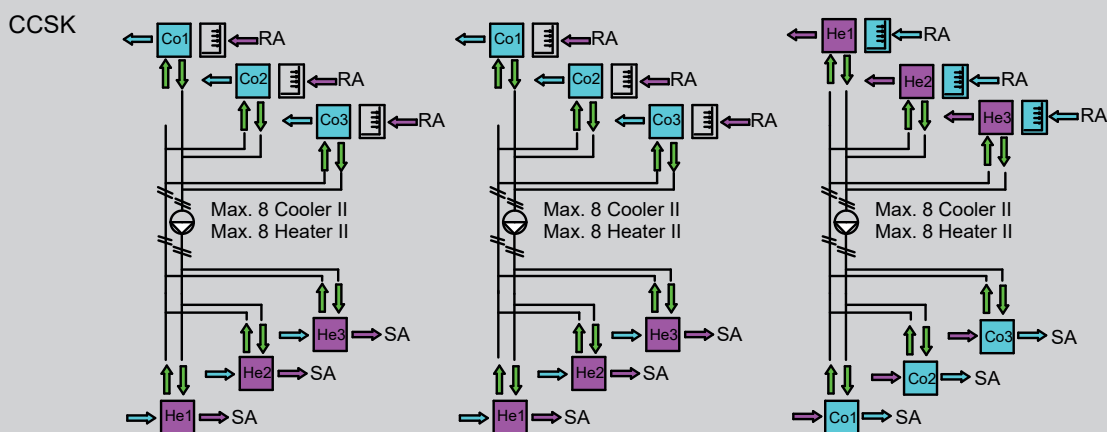 CCSK
Co1 RA
Co2 RA
Co3 RA
Max. 8 Cooler II
Max. 8 Heater II
He3 SA
He2 SA
He1 SA
Co1 RA
Co2 RA
Co3 RA
Max. 8 Cooler II
Max. 8 Heater II
He3 SA
He2 SA
He1 SA
He1 RA
He2 RA
He3 RA
Max. 8 Cooler II
Max. 8 Heater II
Co3 SA
Co2 SA
Co1 SA